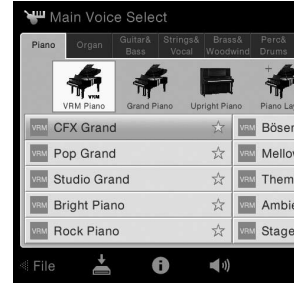 Main Voice Select
Piano
Organ
Guitar& Bass
Strings& Vocal
Brass& Woodwind
Perc& Drums
VRM
VRM Piano
Grand Piano
Upright Piano
Piano La
VRM CFX Grand
VRM Böser
VRM Pop Grand
VRM Mello
VRM Studio Grand
VRM Them
VRM Bright Piano
VRM Ambie
VRM Rock Piano
VRM Stage
File